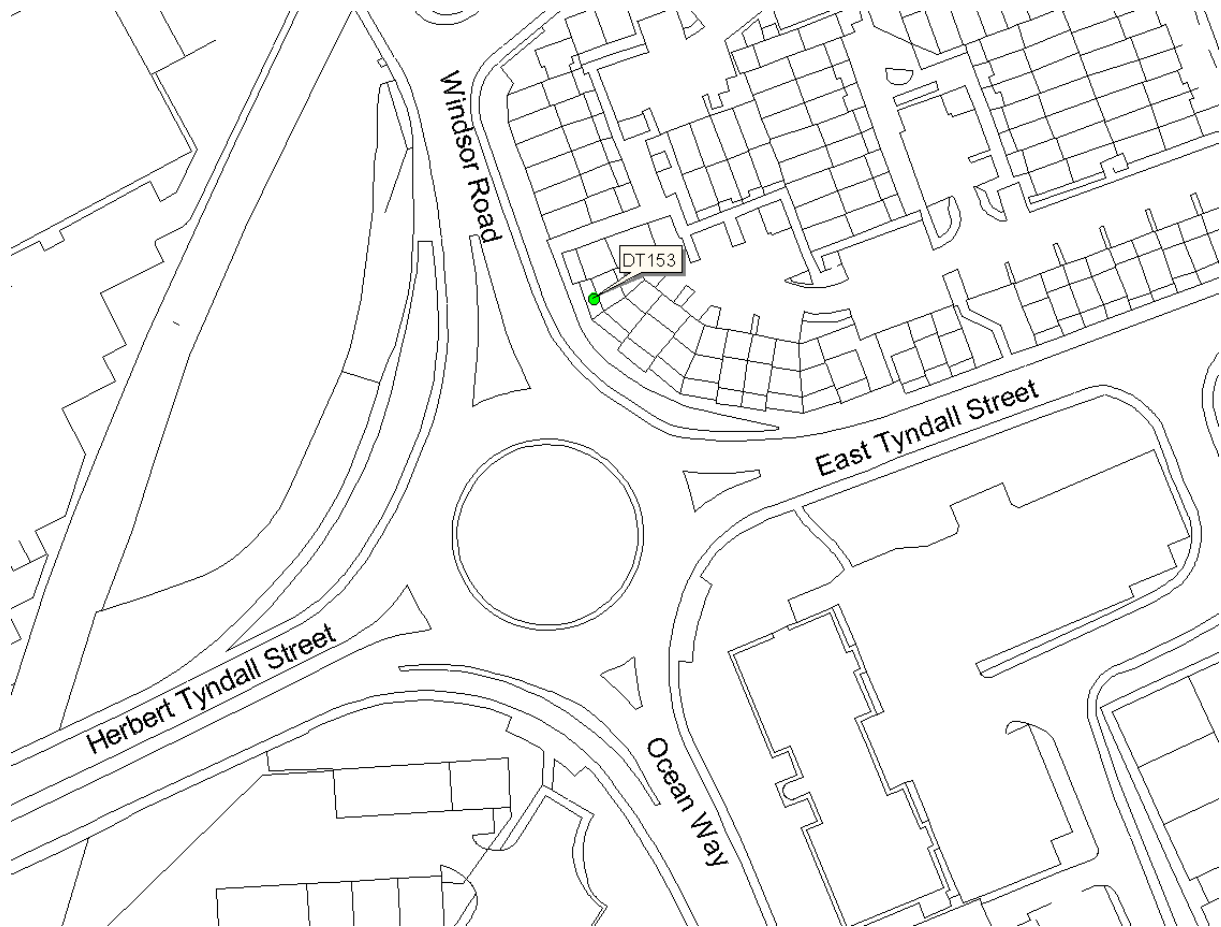 Windsor Road
DT153
East Tyndall Street
Herbert Tyndall Street
Ocean Way